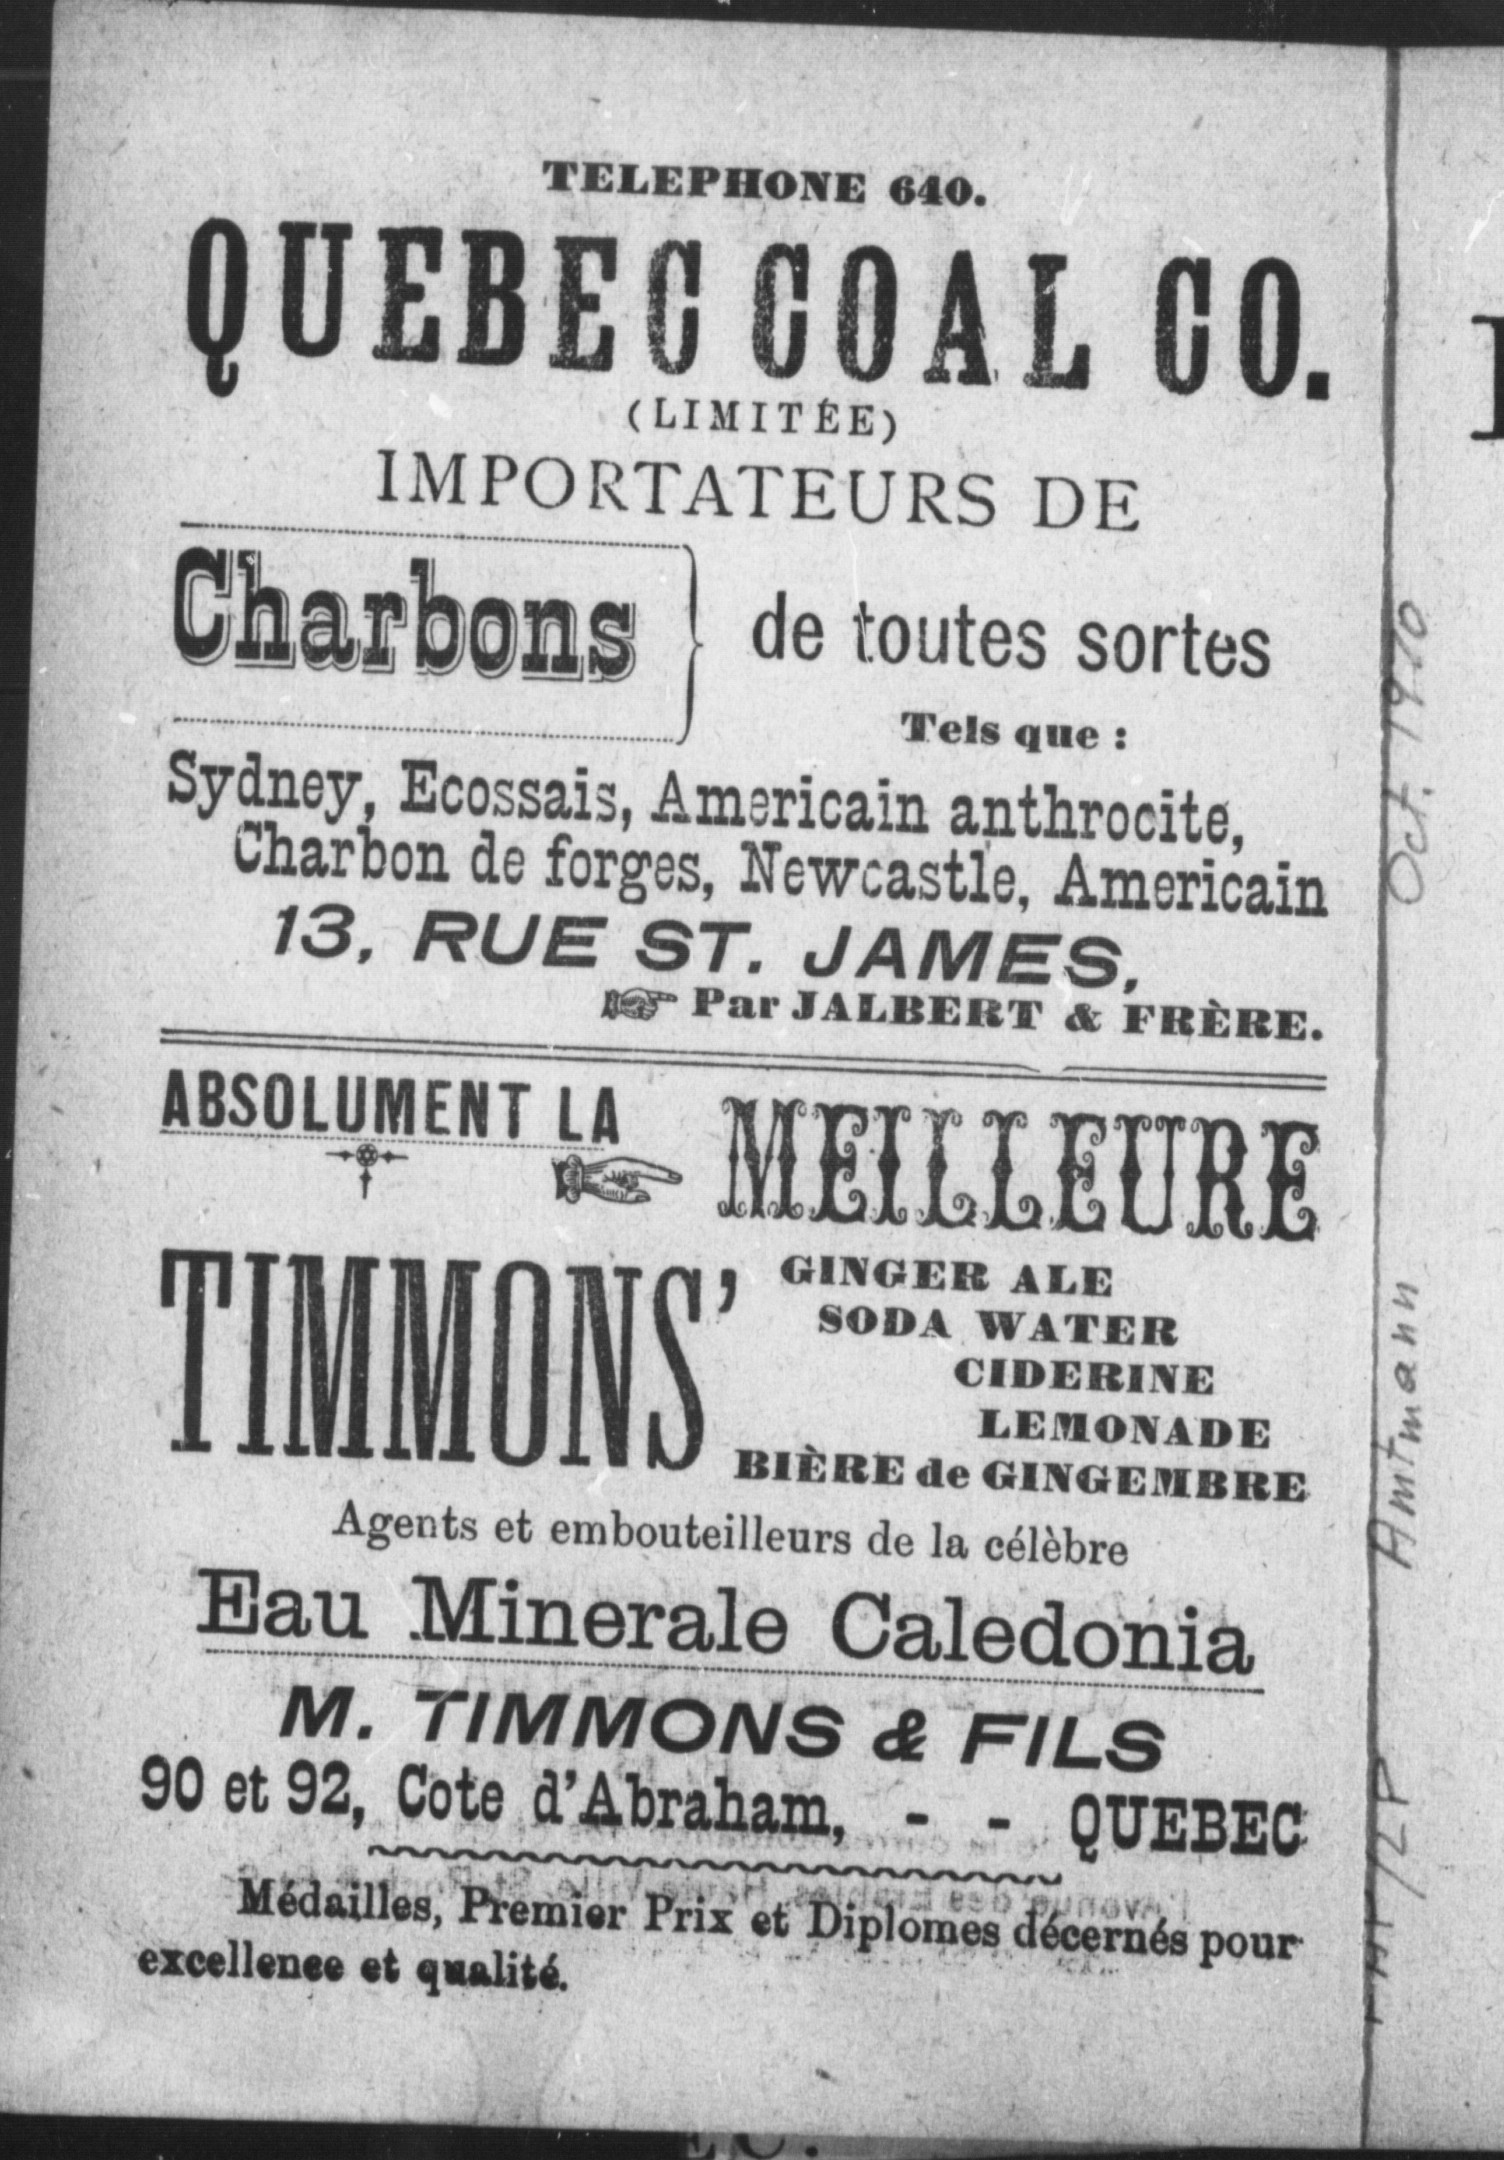 TELEPHONE 640.
QUEBEC COAL CO.
(LIMITÉE)
IMPORTATEURS DE
Charbons de toutes sortes
Tels que :
Sydney, Ecossais, Americain anthrocite,
Charbon de forges, Newcastle, Americain
13, RUE ST. JAMES,
Par JALBERT & FRÈRE.
ABSOLUMENT LA
MEILLEURE
TIMMONS'
GINGER ALE
SODA WATER
CIDERINE
LEMONADE
BIÈRE de GINGEMBRE
Agents et embouteilleurs de la célèbre
Eau Minerale Caledonia
M. TIMMONS & FILS
90 et 92, Cote d'Abraham, - - QUEBEC
Médailles, Premier Prix et Diplomes décernés pour
excellence et qualité.
Amtmann Oct. 1970